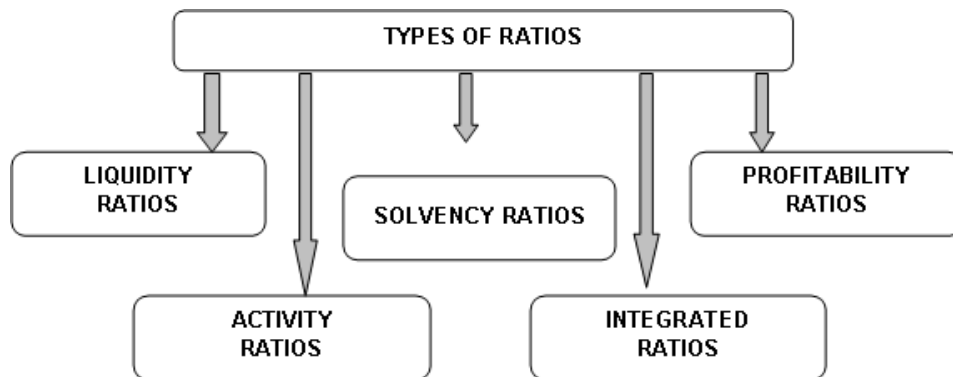 TYPES OF RATIOS
LIQUIDITY
RATIOS
SOLVENCY RATIOS
PROFITABILITY
RATIOS
ACTIVITY
RATIOS
INTEGRATED
RATIOS